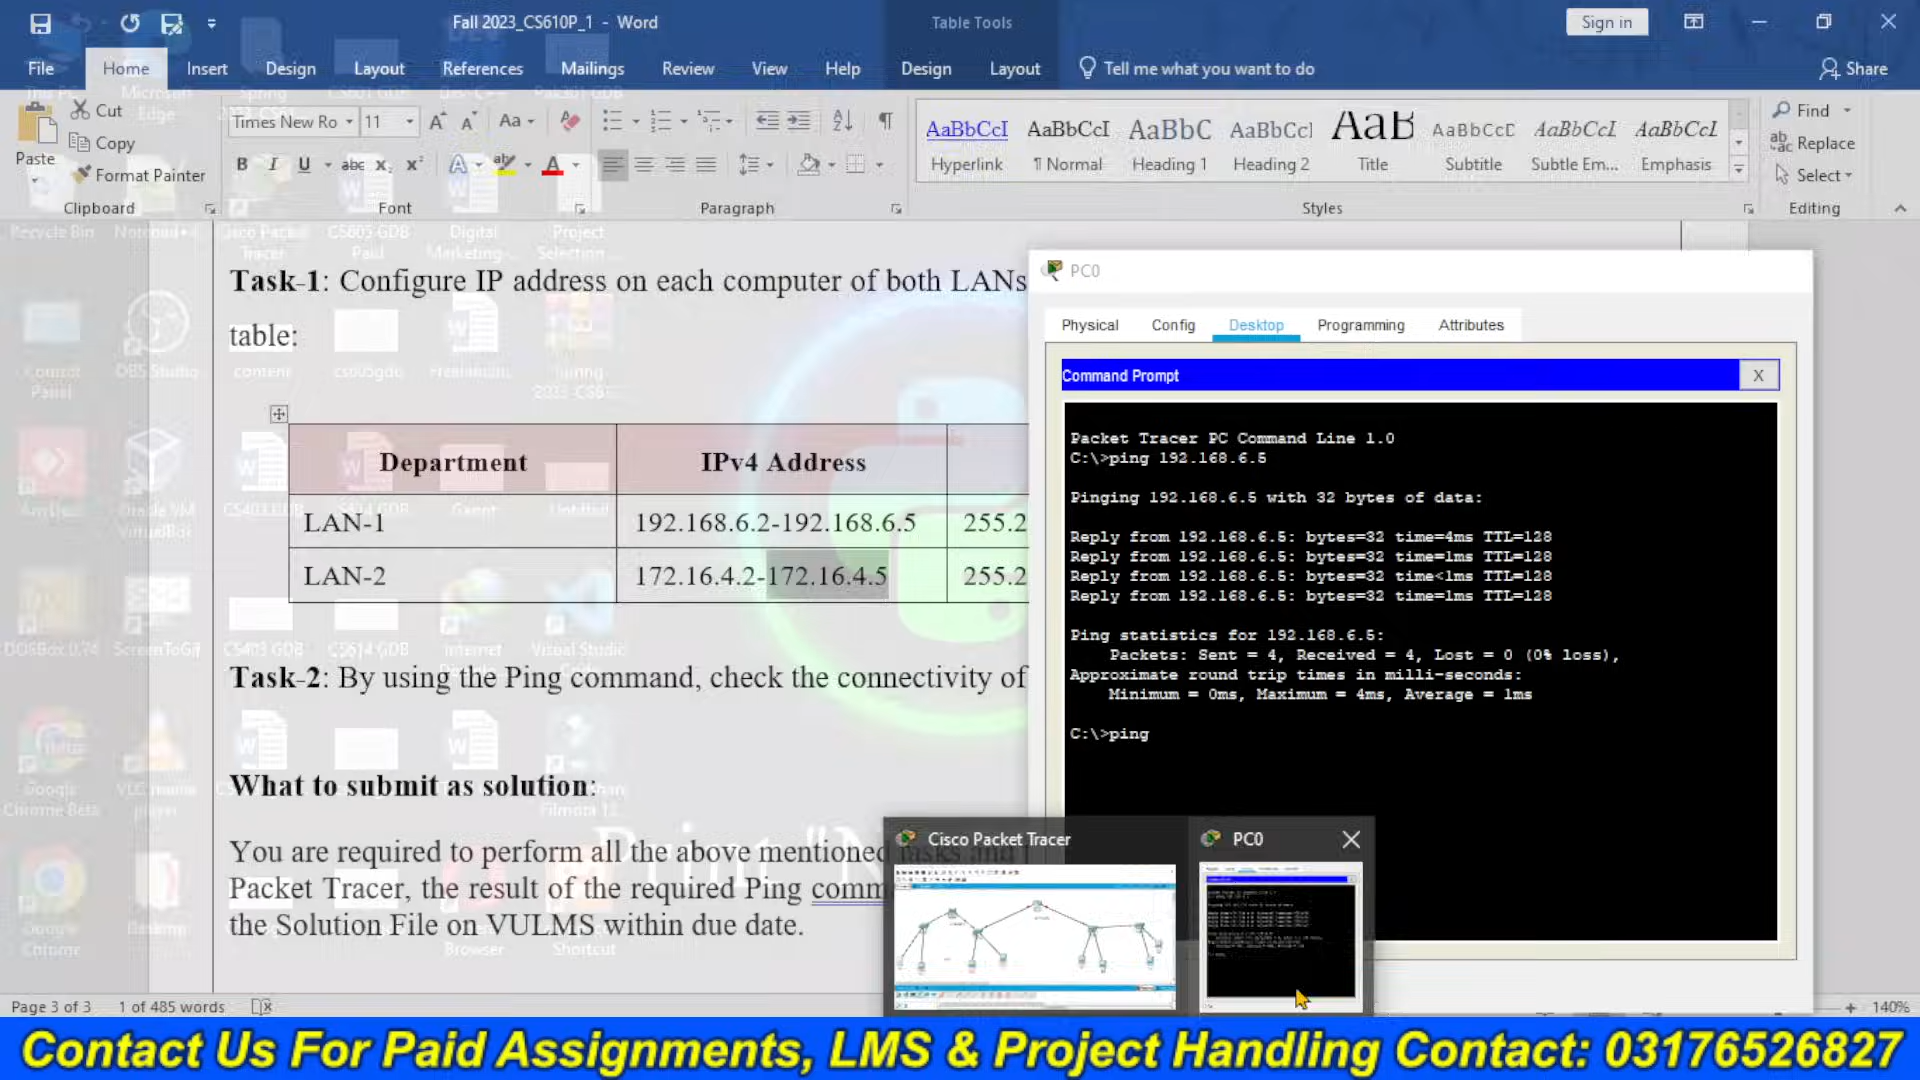 Fall 2023_CS610P_1 - Word
Table Tools
Sign in
File
Home
Insert
Design
Layout
References
Mailings
Review
View
Help
Design
Layout
Tell me what you want to do
Share
Paste
Cut
Copy
Format Painter
Clipboard
Times New Ro
11
Font
Paragraph
AaBbCcI
Hyperlink
AaBbCcI
¶ Normal
AaBbC
Heading 1
AaBbCcI
Heading 2
AaB
Title
AaBbCcD
Subtitle
AaBbCcI
Subtle Em...
AaBbCcI
Emphasis
Styles
Find
Replace
Select
Editing
Task-1: Configure IP address on each computer of both LANs
table:
Department
IPv4 Address
LAN-1
192.168.6.2-192.168.6.5
255.2
LAN-2
172.16.4.2-172.16.4.5
255.2
Task-2: By using the Ping command, check the connectivity of
What to submit as solution:
You are required to perform all the above mentioned tasks and
Packet Tracer, the result of the required Ping comm
the Solution File on VULMS within due date.
PC0
Physical
Config
Desktop
Programming
Attributes
Command Prompt
X
Packet Tracer PC Command Line 1.0
C:\>ping 192.168.6.5
Pinging 192.168.6.5 with 32 bytes of data:
Reply from 192.168.6.5: bytes=32 time=4ms TTL=128
Reply from 192.168.6.5: bytes=32 time=1ms TTL=128
Reply from 192.168.6.5: bytes=32 time<1ms TTL=128
Reply from 192.168.6.5: bytes=32 time=1ms TTL=128
Ping statistics for 192.168.6.5:
Packets: Sent = 4, Received = 4, Lost = 0 (0% loss),
Approximate round trip times in milli-seconds:
Minimum = 0ms, Maximum = 4ms, Average = 1ms
C:\>ping
Cisco Packet Tracer
PC0
Page 3 of 3
1 of 485 words
140%
Contact Us For Paid Assignments, LMS & Project Handling Contact: 03176526827